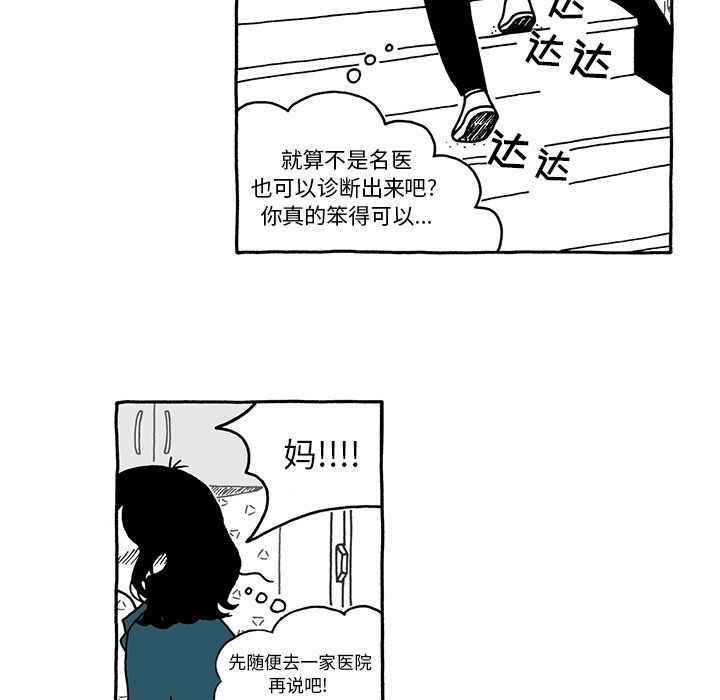 达
达达
达达
就算不是名医
也可以诊断出来吧?
你真的笨得可以...
妈!!!!
先随便去一家医院
再说吧!